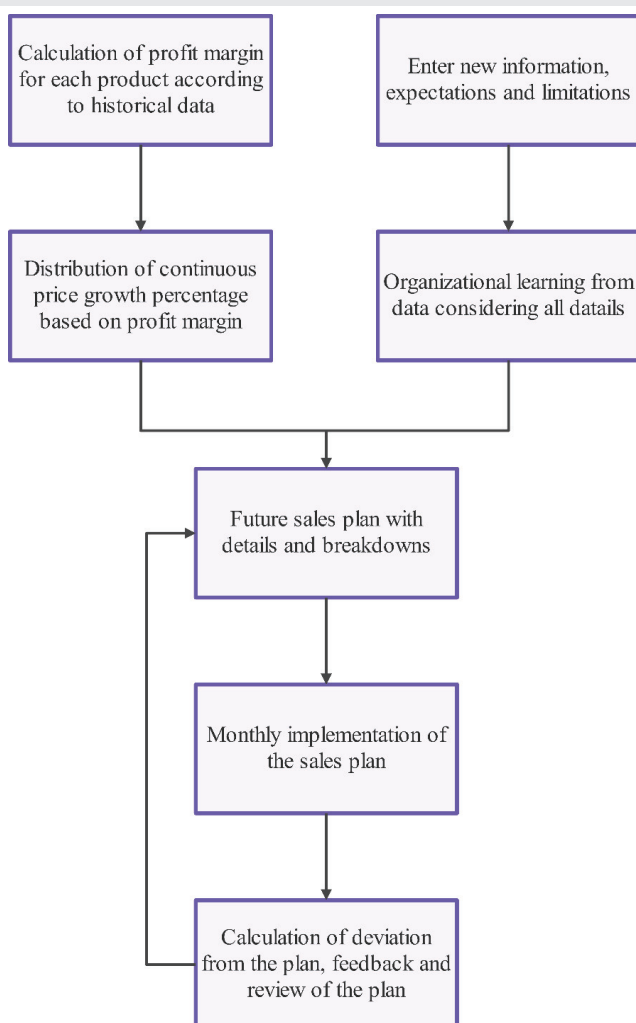 Calculation of profit margin
for each product according
to historical data
Enter new information,
expectations and limitations
Distribution of continuous
price growth percentage
based on profit margin
Organizational learning from
data considering all datails
Future sales plan with
details and breakdowns
Monthly implementation of
the sales plan
Calculation of deviation
from the plan, feedback and
review of the plan